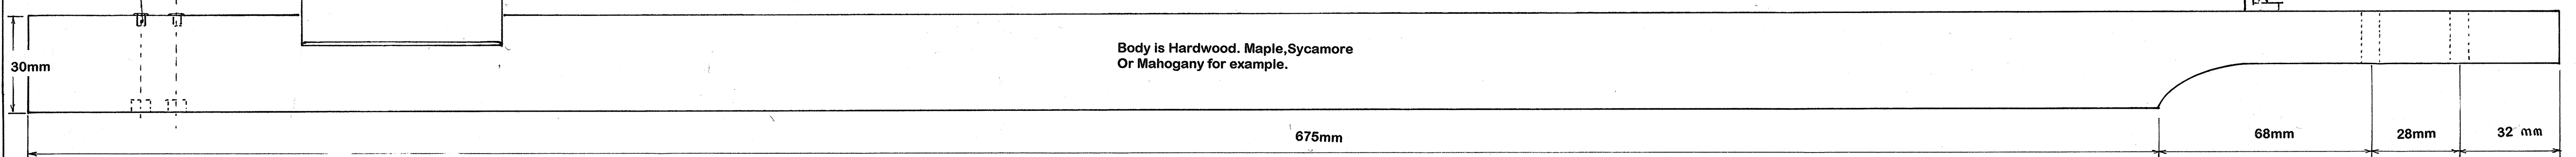 Body is Hardwood. Maple,Sycamore
Or Mahogany for example.
30mm
675mm
68mm
28mm
32 mm